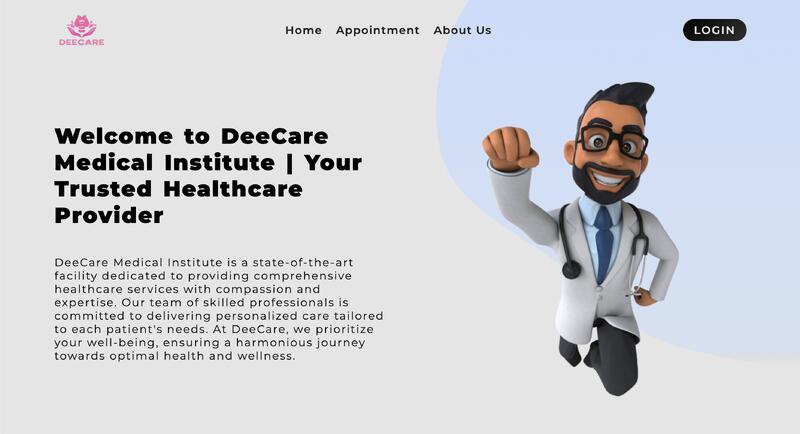 DEECARE
Home Appointment About Us
LOGIN
Welcome to DeeCare
Medical Institute | Your
Trusted Healthcare
Provider
DeeCare Medical Institute is a state-of-the-art
facility dedicated to providing comprehensive
healthcare services with compassion and
expertise. Our team of skilled professionals is
committed to delivering personalized care tailored
to each patient's needs. At DeeCare, we prioritize
your well-being, ensuring a harmonious journey
towards optimal health and wellness.